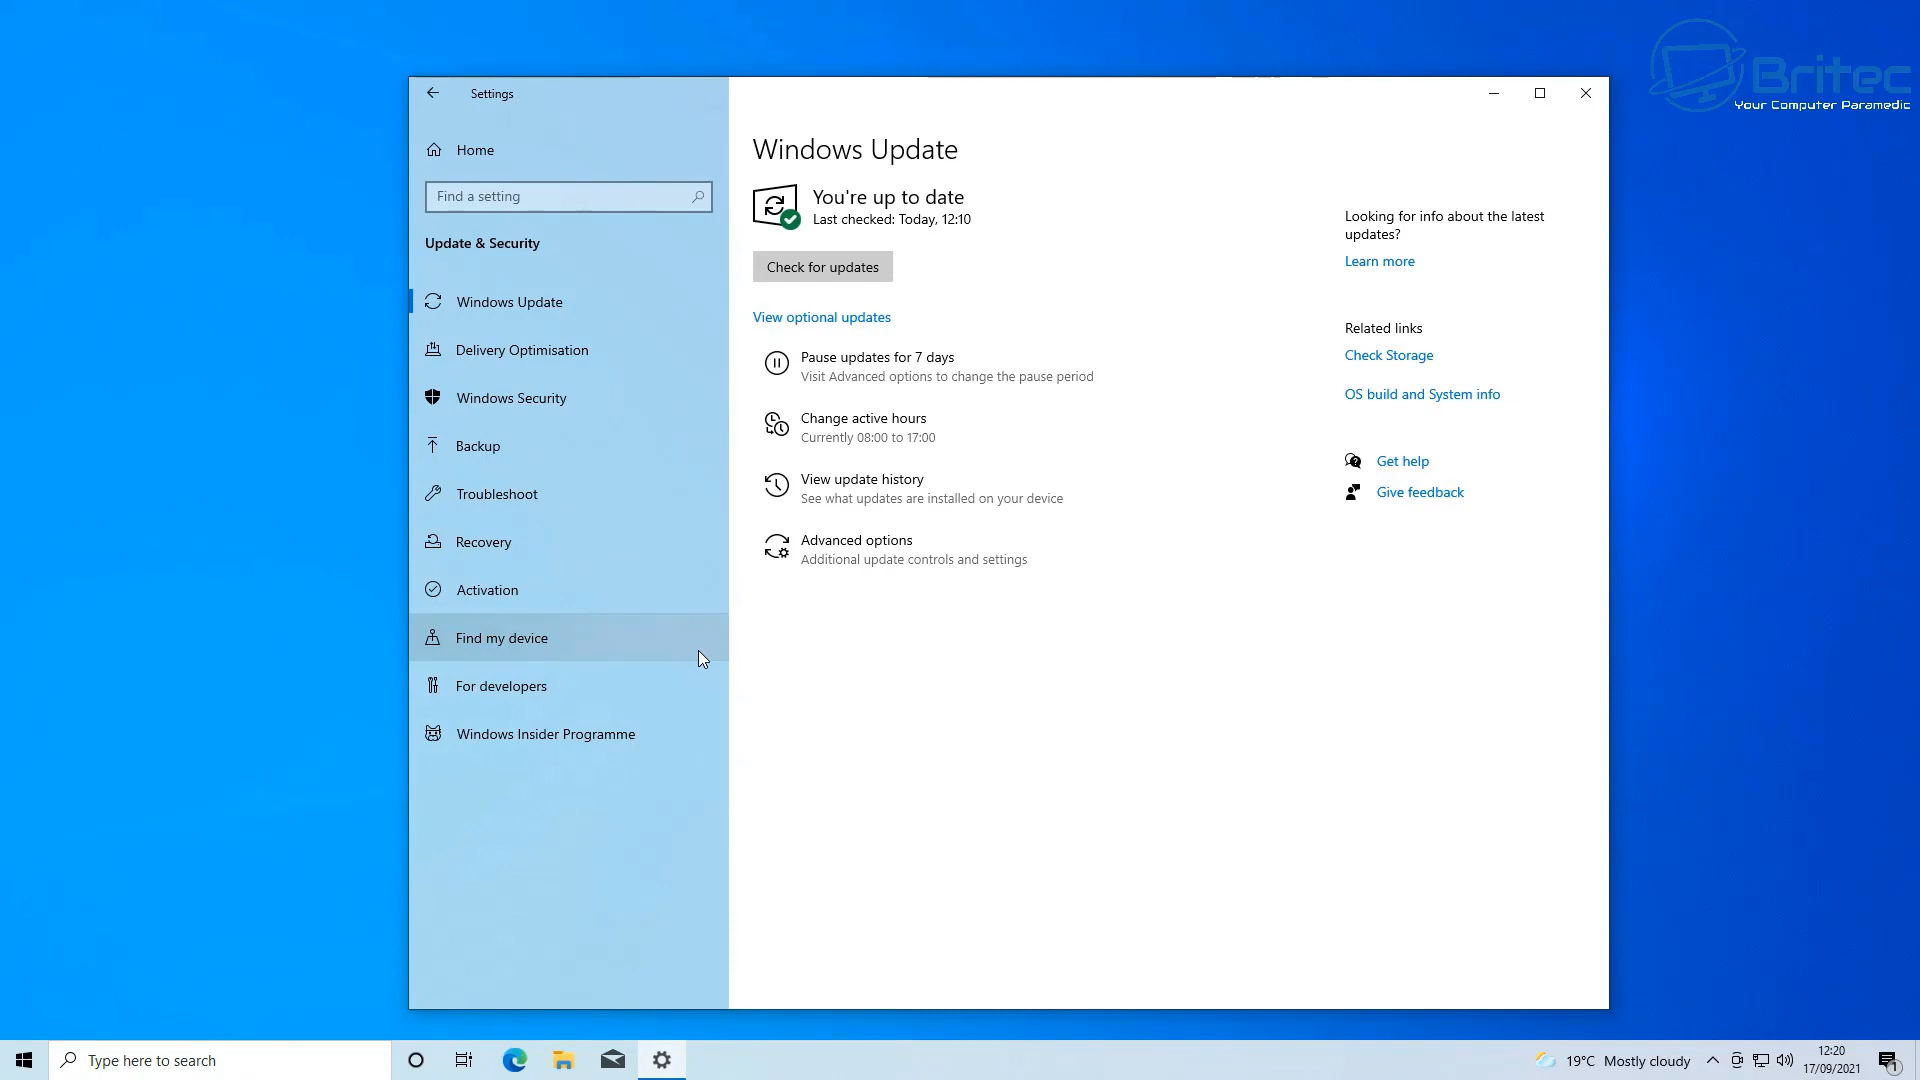 Britec
Your Computer Paramedic
Settings
Home
Find a setting
Update & Security
Windows Update
Delivery Optimisation
Windows Security
Backup
Troubleshoot
Recovery
Activation
Find my device
For developers
Windows Insider Programme
Windows Update
You're up to date
Last checked: Today, 12:10
Check for updates
View optional updates
Pause updates for 7 days
Visit Advanced options to change the pause period
Change active hours
Currently 08:00 to 17:00
View update history
See what updates are installed on your device
Advanced options
Additional update controls and settings
Looking for info about the latest
updates?
Learn more
Related links
Check Storage
OS build and System info
Get help
Give feedback
Type here to search
19°C Mostly cloudy
12:20
17/09/2021
1